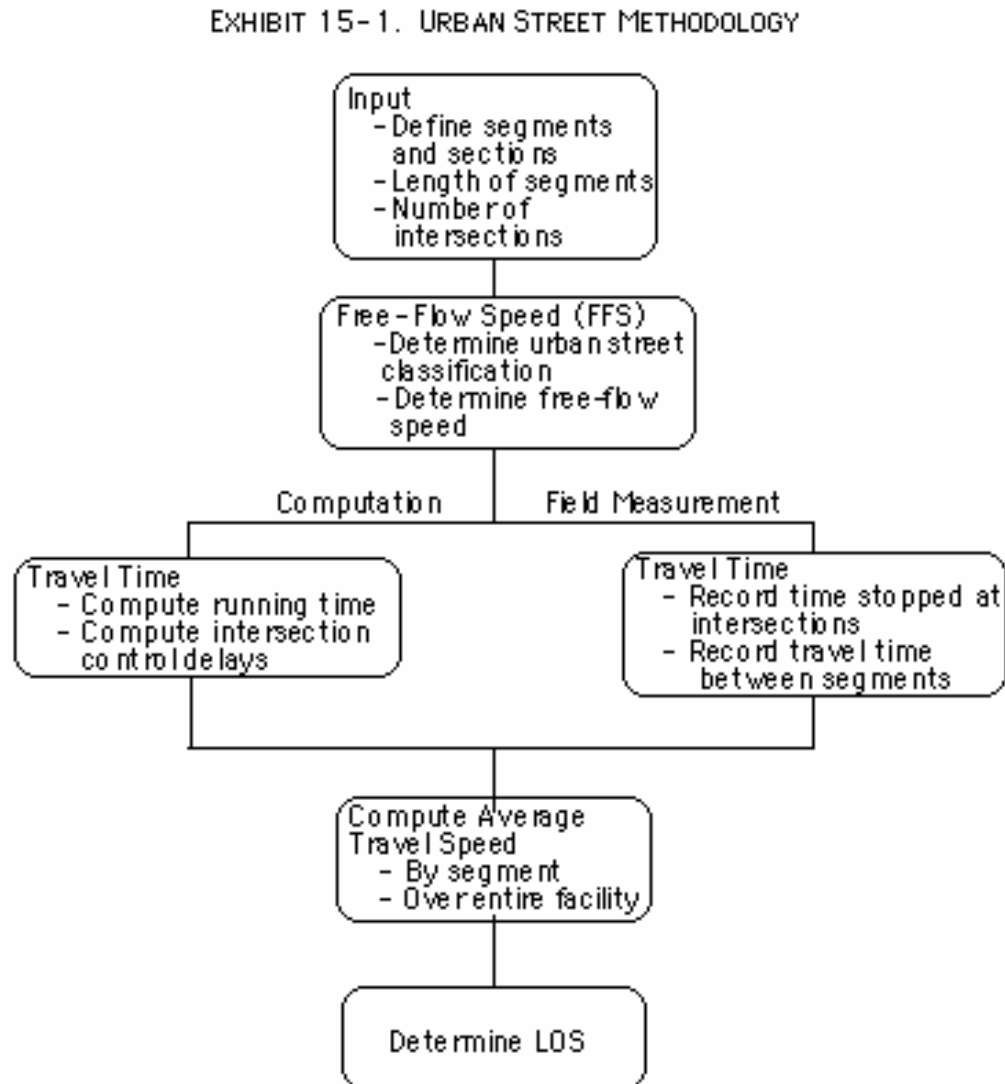 EXHIBIT 15-1. URBAN STREET METHODOLOGY
Input
- Define segments
and sections
- Length of segments
- Number of
intersections
Free-Flow Speed (FFS)
- Determine urban street
classification
- Determine free-flow
speed
Computation
Field Measurement
Travel Time
- Compute running time
- Compute intersection
control delays
Travel Time
- Record time stopped at
intersections
- Record travel time
between segments
Compute Average
Travel Speed
- By segment
- Over entire facility
Determine LOS